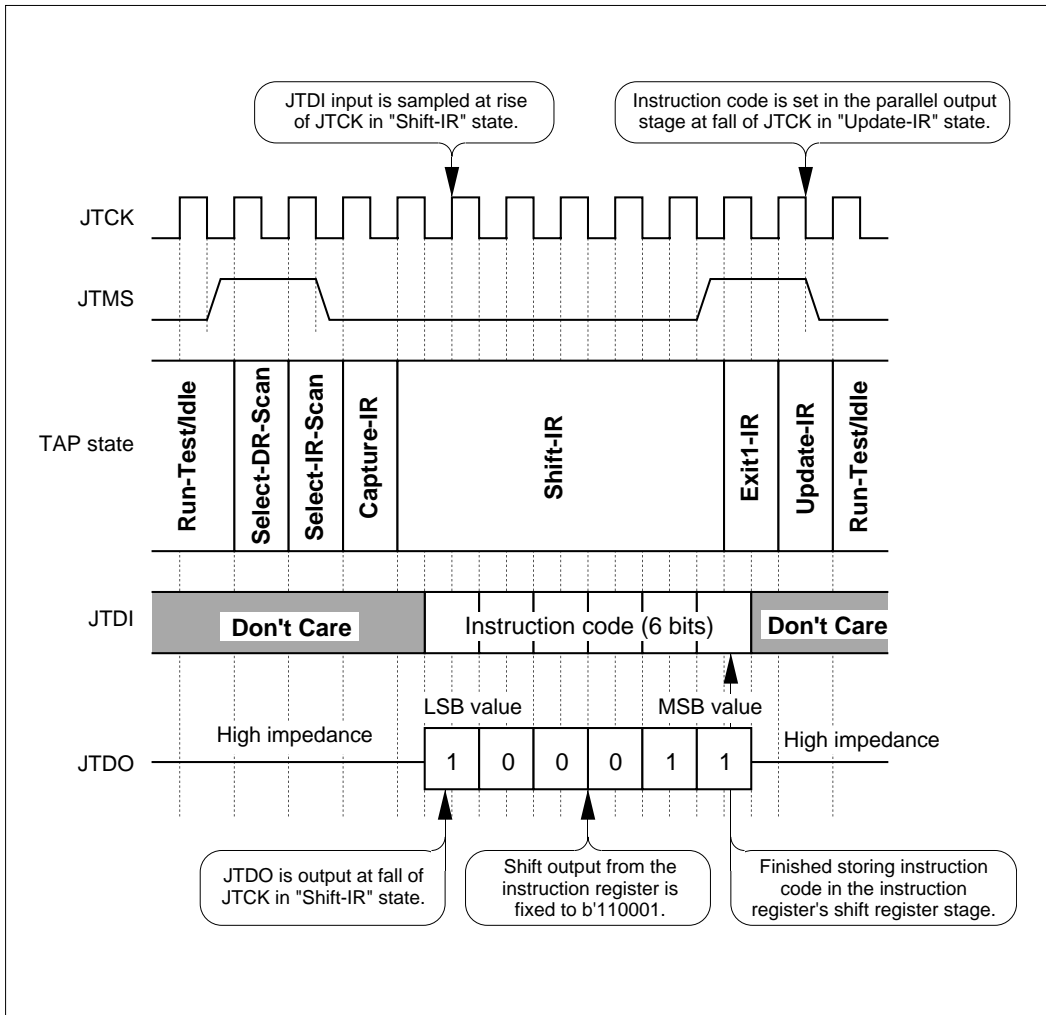 JTDI input is sampled at rise
of JTCK in "Shift-IR" state.
Instruction code is set in the parallel output
stage at fall of JTCK in "Update-IR" state.
JTCK
JTMS
TAP state
Run-Test/Idle
Select-DR-Scan
Select-IR-Scan
Capture-IR
Shift-IR
Exit1-IR
Update-IR
Run-Test/Idle
JTDI
Don't Care
Instruction code (6 bits)
Don't Care
LSB value
MSB value
High impedance
High impedance
JTDO
1 0 0 0 1 1
JTDO is output at fall of
JTCK in "Shift-IR" state.
Shift output from the
instruction register is
fixed to b'110001.
Finished storing instruction
code in the instruction
register's shift register stage.